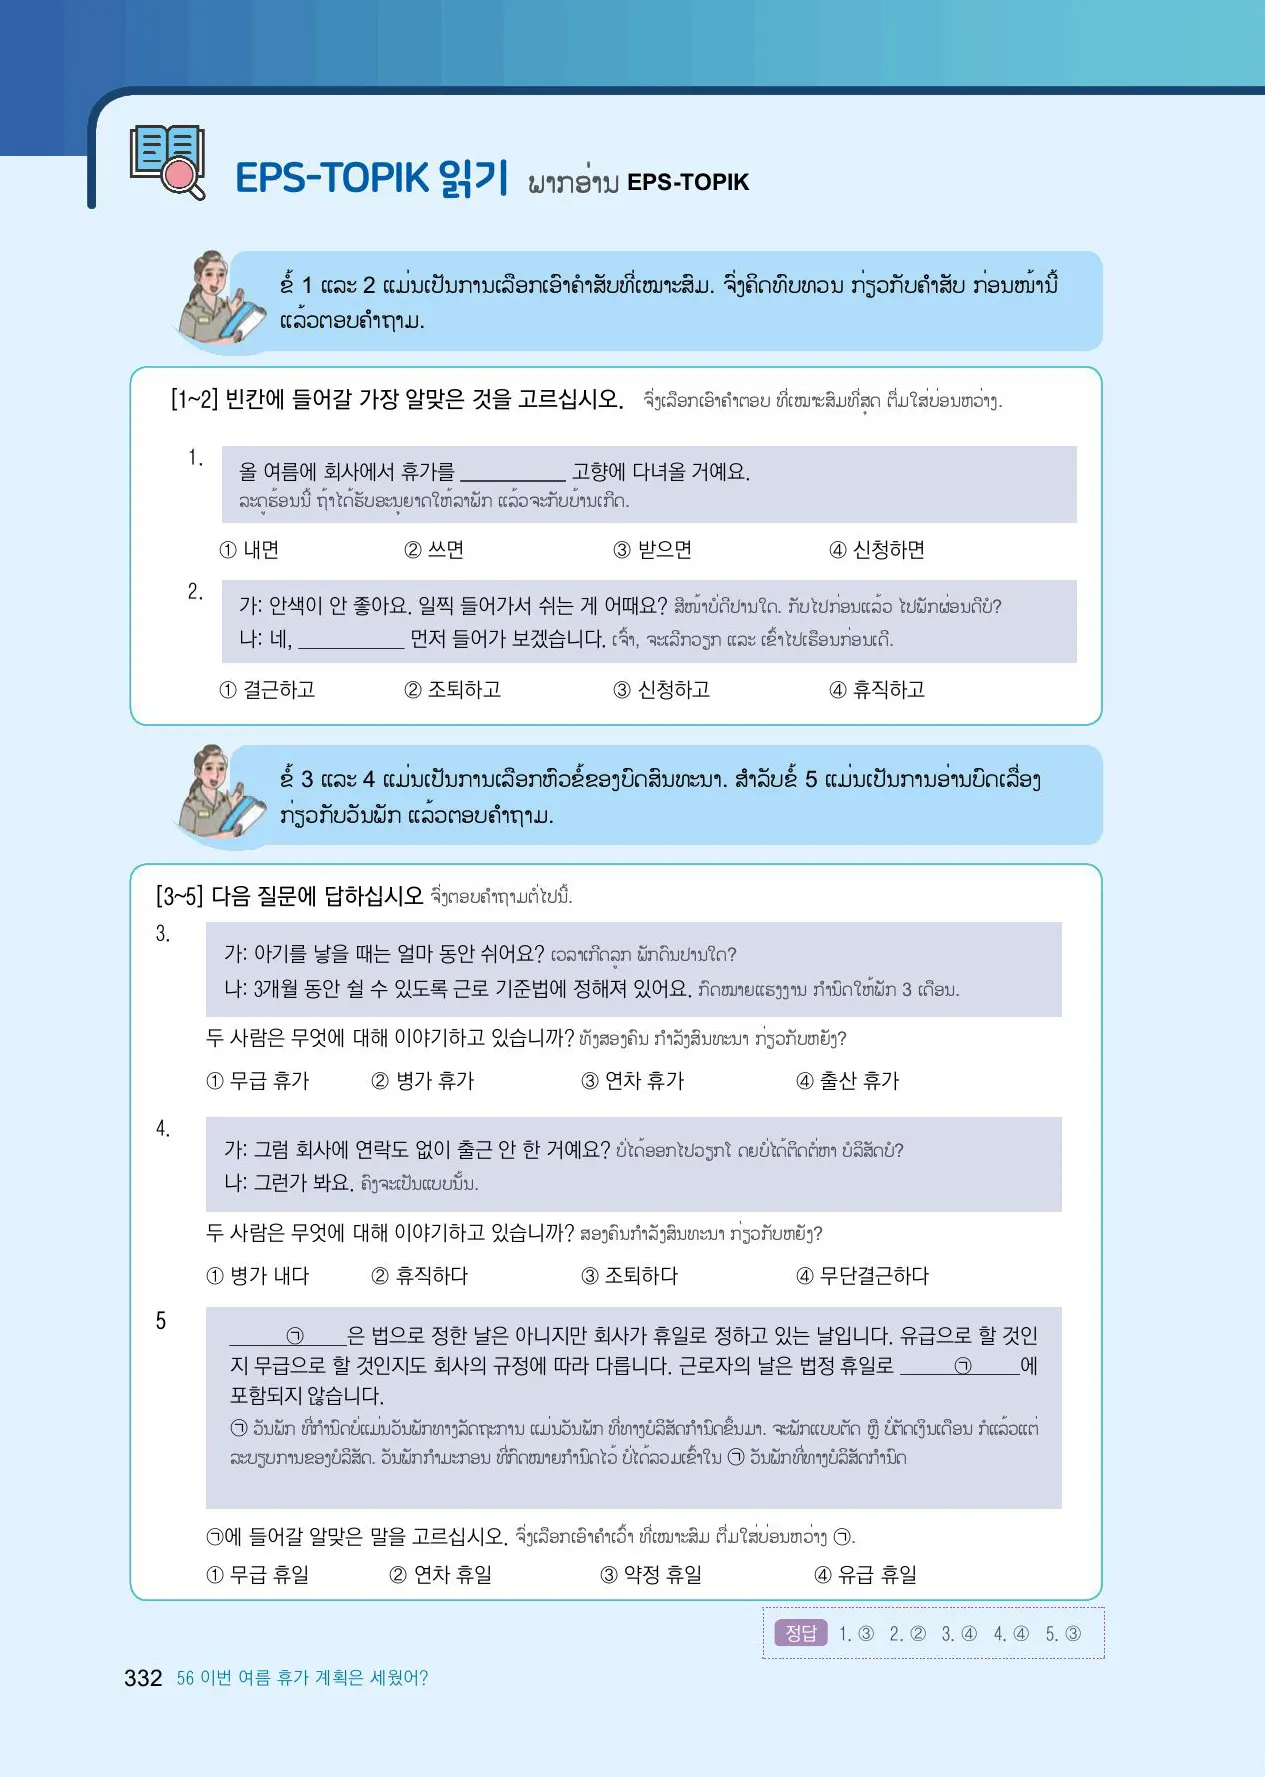 EPS-TOPIK 읽기 ພາກອ່ານ EPS-TOPIK
ຂໍ້ 1 ແລະ 2 ແມ່ນເປັນການເລືອກເອົາຄຳສັບທີ່ເໝາະສົມ. ຈົ່ງຄິດທົບທວນ ກ່ຽວກັບຄຳສັບ ກ່ອນໜ້ານີ້
ແລ້ວຕອບຄຳຖາມ.
[1~2] 빈칸에 들어갈 가장 알맞은 것을 고르십시오. ຈົ່ງເລືອກເອົາຄຳຕອບ ທີ່ເໝາະສົມທີ່ສຸດ ຕື່ມໃສ່ບ່ອນຫວ່າງ.
1.
올 여름에 회사에서 휴가를 __________ 고향에 다녀올 거예요.
ລະດູຮ້ອນນີ້ ຖ້າໄດ້ຮັບອະນຸຍາດໃຫ້ລາພັກ ແລ້ວຈະກັບບ້ານເກີດ.
① 내면 ② 쓰면 ③ 받으면 ④ 신청하면
2.
가: 안색이 안 좋아요. 일찍 들어가서 쉬는 게 어때요? ສີໜ້າບໍ່ດີປານໃດ. ກັບໄປກ່ອນແລ້ວ ໄປພັກຜ່ອນດີບໍ?
나: 네, __________ 먼저 들어가 보겠습니다. ເຈົ້າ, ຈະເລີກວຽກ ແລະ ເຂົ້າໄປເຮືອນກ່ອນເດີ.
① 결근하고 ② 조퇴하고 ③ 신청하고 ④ 휴직하고
ຂໍ້ 3 ແລະ 4 ແມ່ນເປັນການເລືອກຫົວຂໍ້ຂອງບົດສົນທະນາ. ສຳລັບຂໍ້ 5 ແມ່ນເປັນການອ່ານບົດເລື່ອງ
ກ່ຽວກັບວັນພັກ ແລ້ວຕອບຄຳຖາມ.
[3~5] 다음 질문에 답하십시오 ຈົ່ງຕອບຄຳຖາມຕໍ່ໄປນີ້.
3.
가: 아기를 낳을 때는 얼마 동안 쉬어요? ເວລາເກີດລູກ ພັກດົນປານໃດ?
나: 3개월 동안 쉴 수 있도록 근로 기준법에 정해져 있어요. ກົດໝາຍແຮງງານ ກຳນົດໃຫ້ພັກ 3 ເດືອນ.
두 사람은 무엇에 대해 이야기하고 있습니까? ທັງສອງຄົນ ກຳລັງສົນທະນາ ກ່ຽວກັບຫຍັງ?
① 무급 휴가 ② 병가 휴가 ③ 연차 휴가 ④ 출산 휴가
4.
가: 그럼 회사에 연락도 없이 출근 안 한 거예요? ບໍ່ໄດ້ອອກໄປວຽກໂ ດຍບໍ່ໄດ້ຕິດຕໍ່ຫາ ບໍລິສັດບໍ?
나: 그런가 봐요. ຄົງຈະເປັນແບບນັ້ນ.
두 사람은 무엇에 대해 이야기하고 있습니까? ສອງຄົນກຳລັງສົນທະນາ ກ່ຽວກັບຫຍັງ?
① 병가 내다 ② 휴직하다 ③ 조퇴하다 ④ 무단결근하다
5
_____㉠____은 법으로 정한 날은 아니지만 회사가 휴일로 정하고 있는 날입니다. 유급으로 할 것인
지 무급으로 할 것인지도 회사의 규정에 따라 다릅니다. 근로자의 날은 법정 휴일로 _____㉠_____에
포함되지 않습니다.
㉠ ວັນພັກ ທີ່ກຳນົດບໍ່ແມ່ນວັນພັກທາງລັດຖະການ ແມ່ນວັນພັກ ທີ່ທາງບໍລິສັດກຳນົດຂຶ້ນມາ. ຈະພັກແບບຕັດ ຫຼື ບໍ່ຕັດເງິນເດືອນ ກໍແລ້ວແຕ່
ລະບຽບການຂອງບໍລິສັດ. ວັນພັກກຳມະກອນ ທີ່ກົດໝາຍກຳນົດໄວ້ ບໍ່ໄດ້ລວມເຂົ້າໃນ ㉠ ວັນພັກທີ່ທາງບໍລິສັດກຳນົດ
㉠에 들어갈 알맞은 말을 고르십시오. ຈົ່ງເລືອກເອົາຄຳເວົ້າ ທີ່ເໝາະສົມ ຕື່ມໃສ່ບ່ອນຫວ່າງ ㉠.
① 무급 휴일 ② 연차 휴일 ③ 약정 휴일 ④ 유급 휴일
정답 1. ③ 2. ② 3. ④ 4. ④ 5. ③
332 56 이번 여름 휴가 계획은 세웠어?